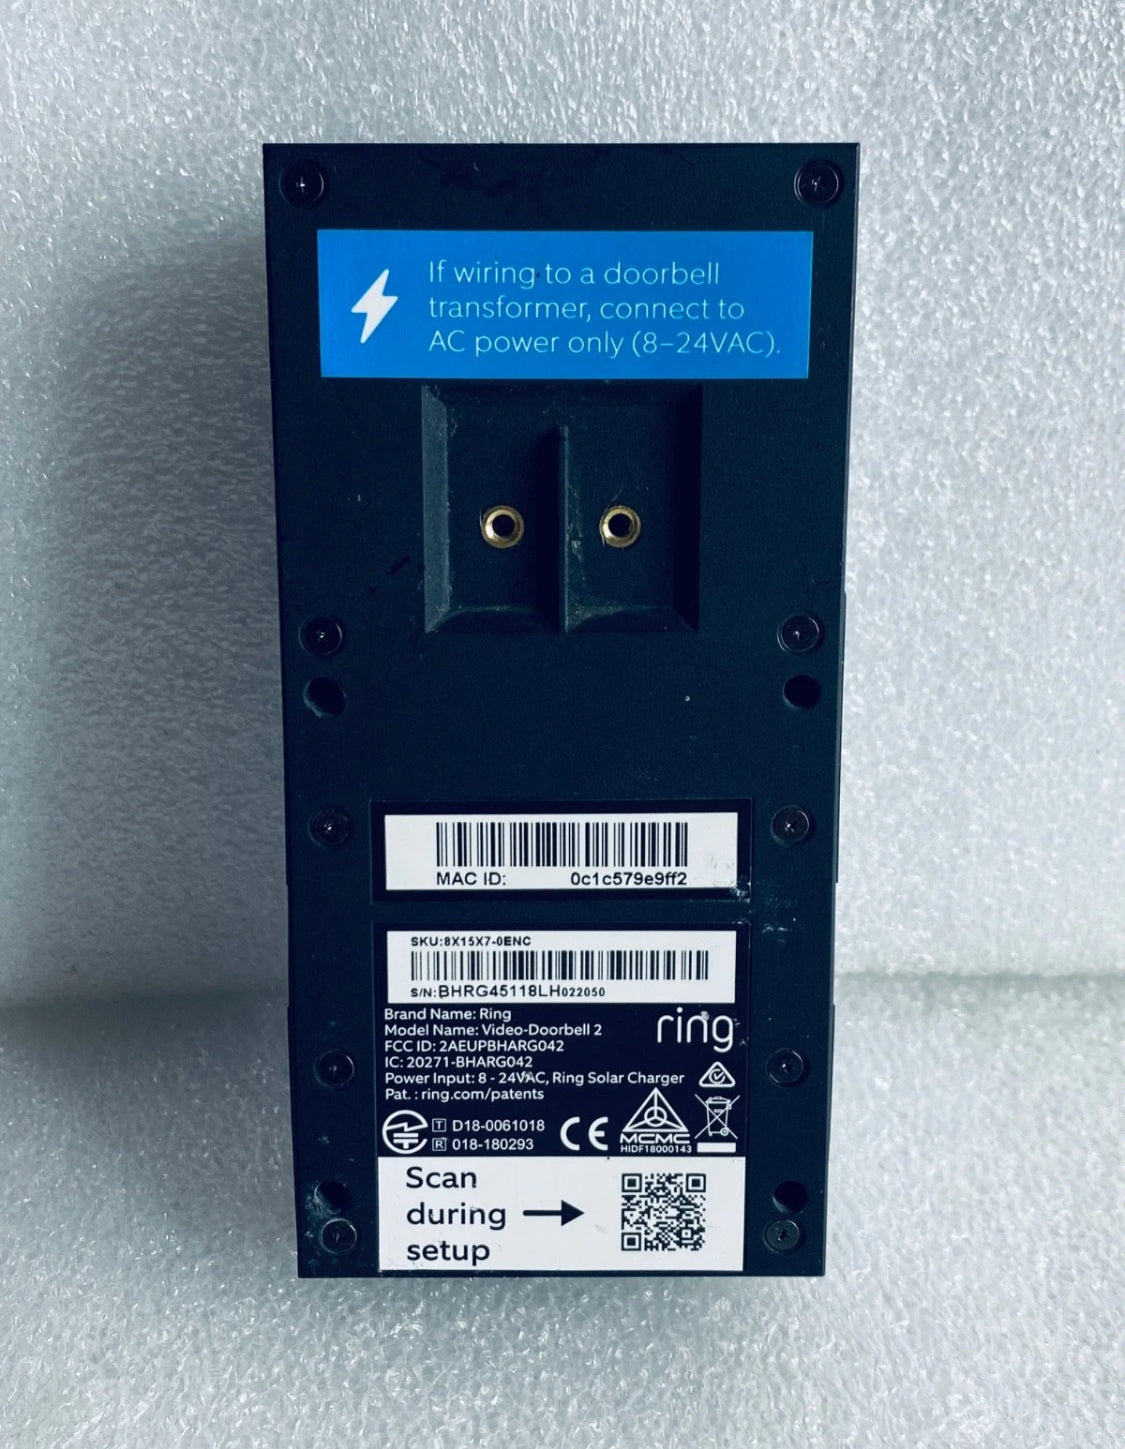 If wiring to a doorbell
transformer, connect to
AC power only (8–24VAC).
MAC ID: 0c1c579e9ff2
SKU:8X15X7-0ENC
S/N:BHRG45118LH022050
Brand Name: Ring
Model Name: Video-Doorbell 2
FCC ID: 2AEUPBHARG042
IC: 20271-BHARG042
Power Input: 8 - 24VAC, Ring Solar Charger
Pat. : ring.com/patents
ring®
T D18-0061018
R 018-180293
CE
MCMC
HIDF18000143
Scan
during
setup